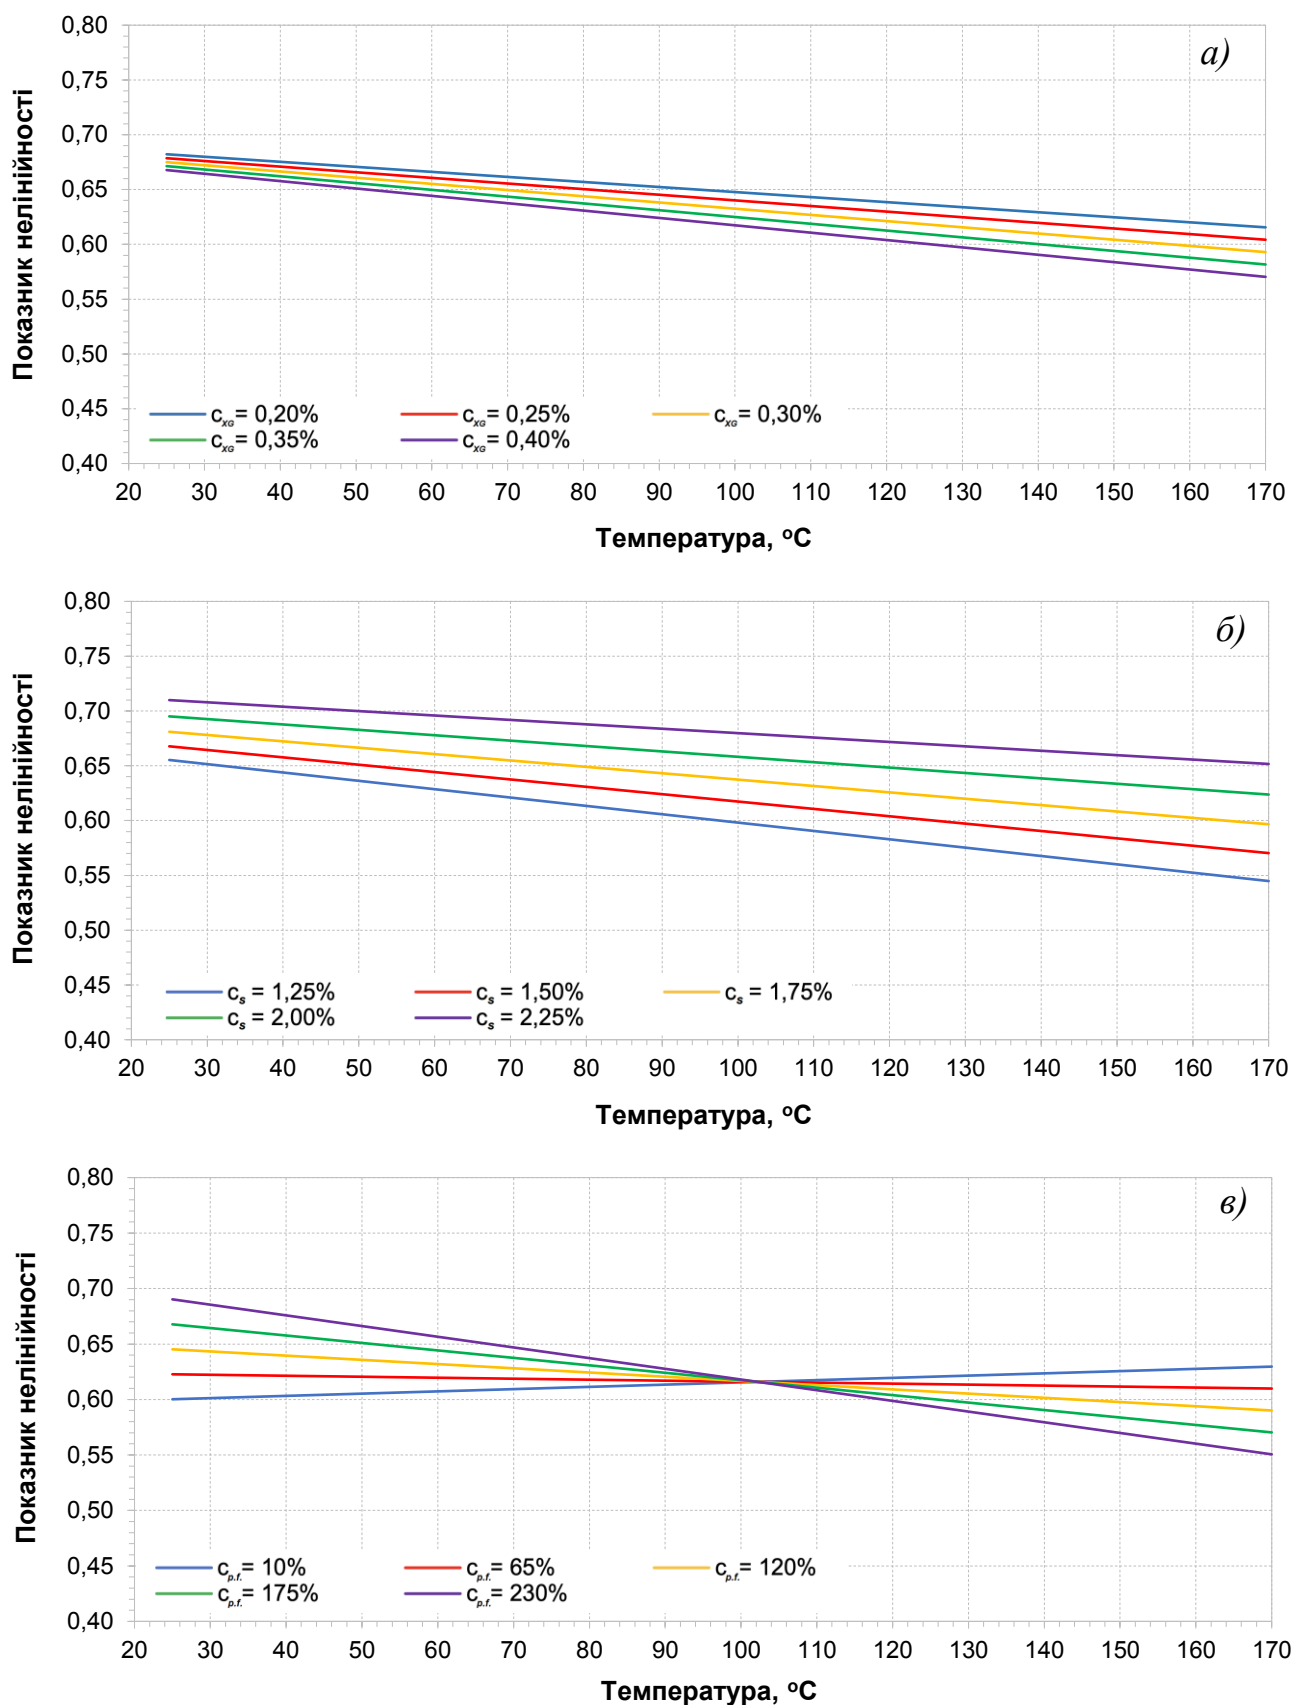 а)
Показник нелінійності
0,80
0,75
0,70
0,65
0,60
0,55
0,50
0,45
0,40
c_xG = 0,20% c_xG = 0,25% c_xG = 0,30%
c_xG = 0,35% c_xG = 0,40%
20 30 40 50 60 70 80 90 100 110 120 130 140 150 160 170
Температура, °C
б)
Показник нелінійності
0,80
0,75
0,70
0,65
0,60
0,55
0,50
0,45
0,40
c_s = 1,25% c_s = 1,50% c_s = 1,75%
c_s = 2,00% c_s = 2,25%
20 30 40 50 60 70 80 90 100 110 120 130 140 150 160 170
Температура, °C
в)
Показник нелінійності
0,80
0,75
0,70
0,65
0,60
0,55
0,50
0,45
0,40
c_p.f. = 10% c_p.f. = 65% c_p.f. = 120%
c_p.f. = 175% c_p.f. = 230%
20 30 40 50 60 70 80 90 100 110 120 130 140 150 160 170
Температура, °C